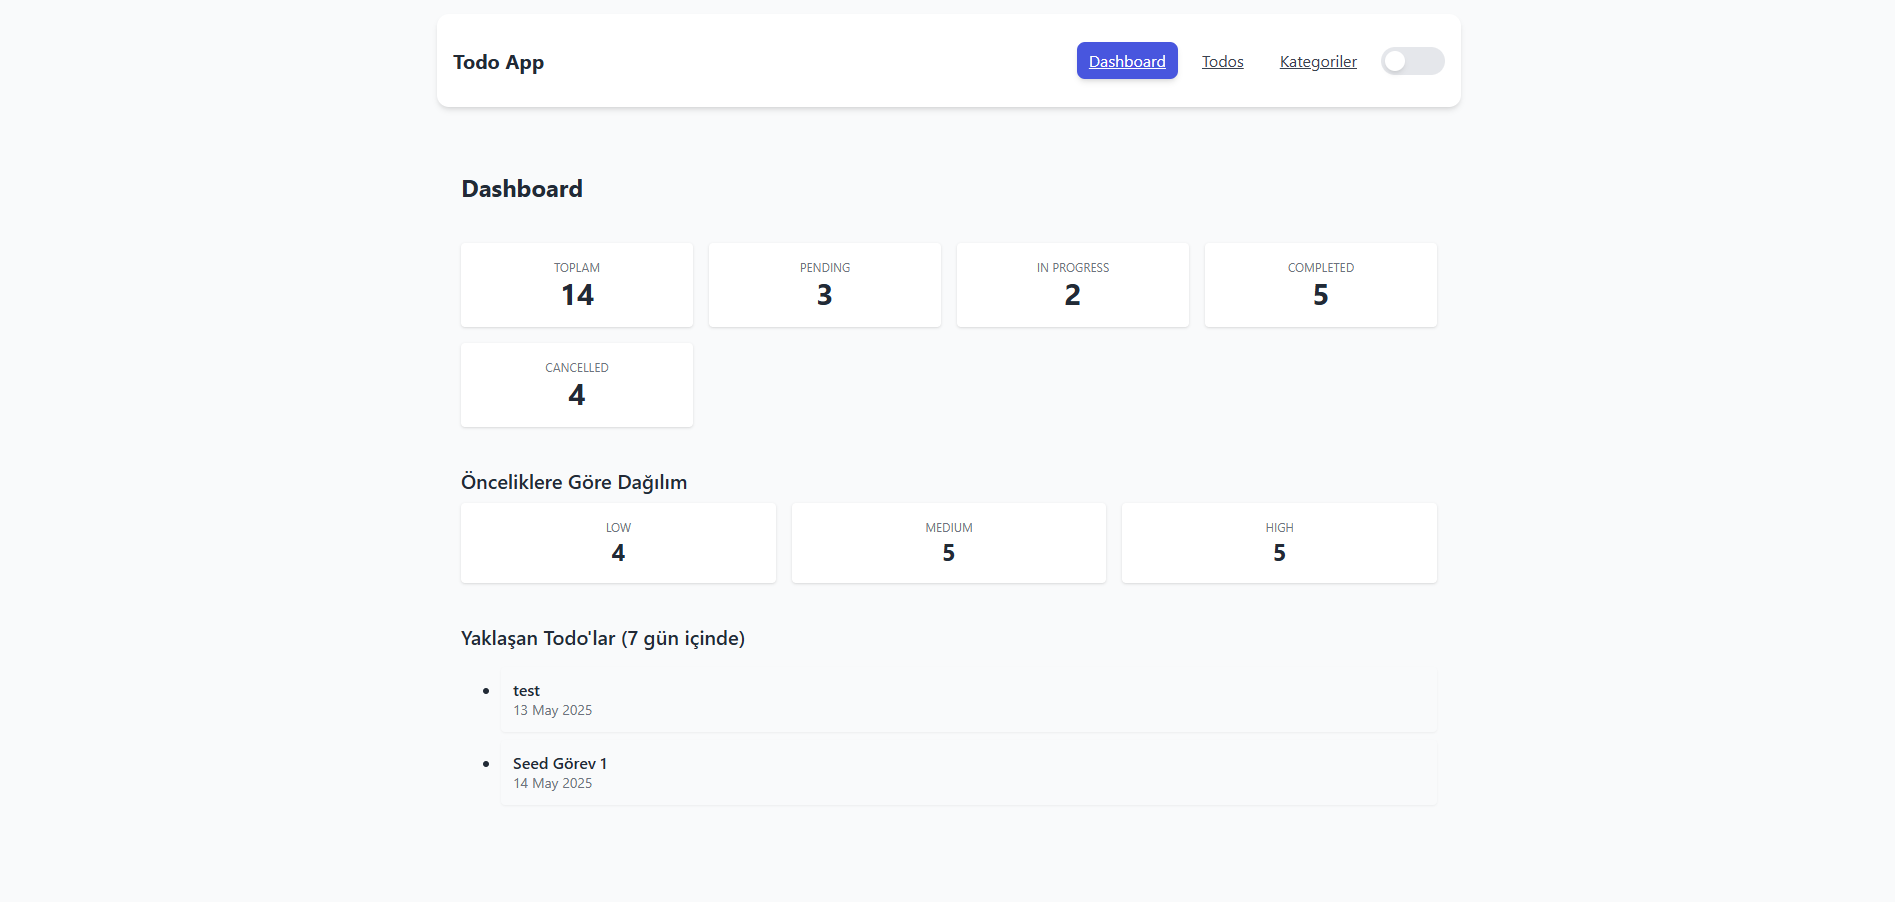 Todo App
Dashboard
Todos
Kategoriler
Dashboard
TOPLAM
14
PENDING
3
IN PROGRESS
2
COMPLETED
5
CANCELLED
4
Önceliklere Göre Dağılım
LOW
4
MEDIUM
5
HIGH
5
Yaklaşan Todo'lar (7 gün içinde)
test
13 May 2025
Seed Görev 1
14 May 2025